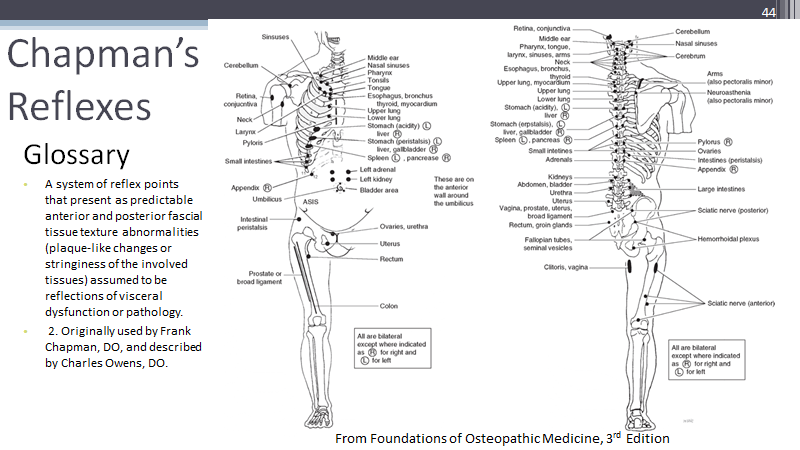 44
Chapman's
Reflexes
Glossary
A system of reflex points
that present as predictable
anterior and posterior fascial
tissue texture abnormalities
(plaque-like changes or
stringiness of the involved
tissues) assumed to be
reflections of visceral
dysfunction or pathology.
2. Originally used by Frank
Chapman, DO, and described
by Charles Owens, DO.
Sinsuses
Cerebellum
Retina,
conjuncitva
Neck
Larynx
Pyloris
Small intestines
Appendix R
Umbilicus
ASIS
Intestinal
peristalsis
Prostate or
broad ligament
Middle ear
Nasal sinuses
Pharynx
Tonsils
Tongue
Esophagus, bronchus
thyroid, myocardium
Upper lung
Lower lung
Stomach (acidity) L
liver R
Stomach (peristalsis) L
liver, gallbladder R
Spleen L , pancrease R
Left adrenal
Left kidney
Bladder area
These are on
the anterior
wall around
the umbilicus
Ovaries, urethra
Uterus
Rectum
Colon
All are bilateral
except where indicated
as R for right and
L for left
Retina, conjunctiva
Middle ear
Pharynx, tongue,
larynx, sinuses, arms
Neck
Esophagus, bronchus,
thyroid
Upper lung, myocardium
Upper lung
Lower lung
Stomach (acidity), L
liver R
Stomach (erpstalsis), L
liver, gallbladder R
Spleen L , pancreas R
Small intestines
Adrenals
Kidneys
Abdomen, bladder
Urethra
Uterus
Vagina, prostate, uterus,
broad ligament
Rectum, groin glands
Fallopian tubes,
seminal vesicles
Clitoris, vagina
Cerebellum
Nasal sinuses
Cerebrum
Arms
(also pectoralis minor)
Neuroasthenia
(also pectoralis minor)
Pylorus R
Ovaries
Intestines (peristalsis)
Appendix R
Large intestines
Sciatic nerve (posterior)
Hemorrhoidal plexus
Sciatic nerve (anterior)
All are bilateral
except where indicated
as R for right and
L for left
From Foundations of Osteopathic Medicine, 3rd Edition